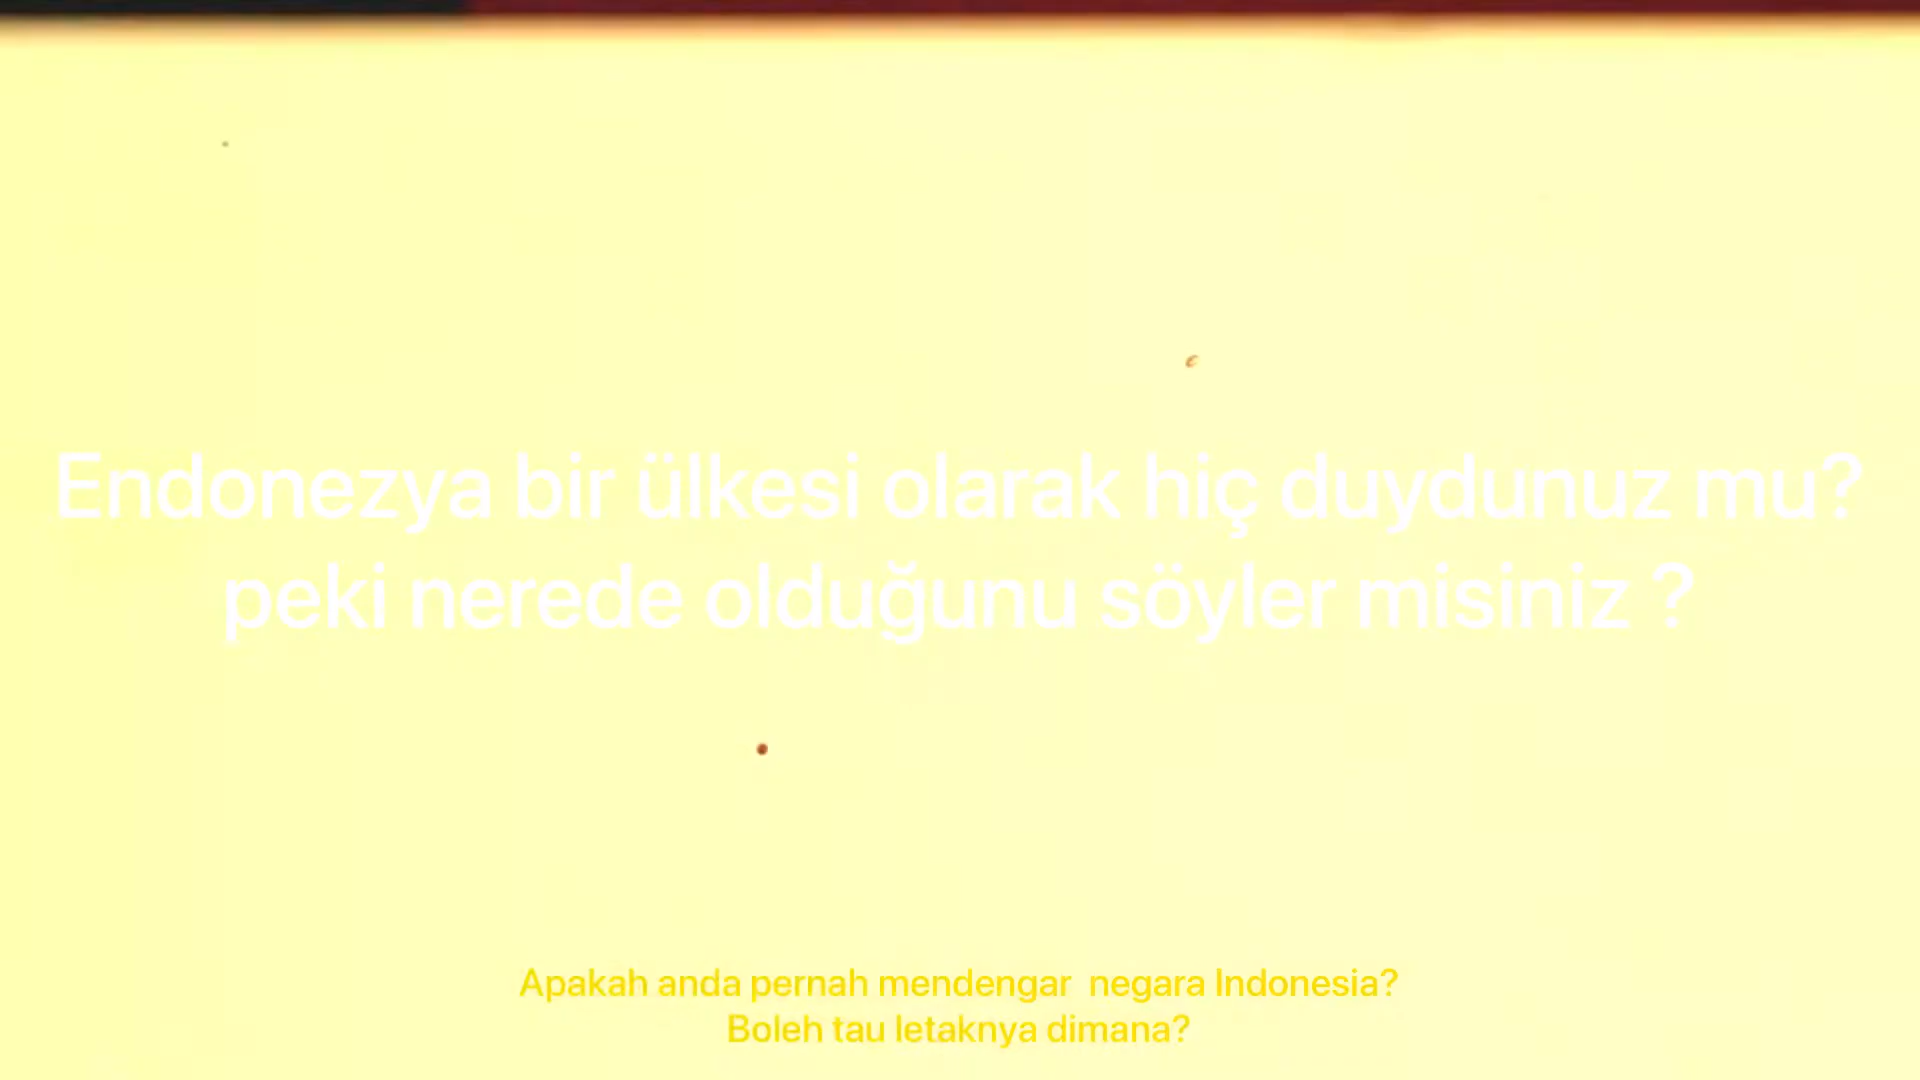 Endonezya bir ülkesi olarak hiç duydunuz mu?
peki nerede olduğunu söyler misiniz ?
Apakah anda pernah mendengar  negara Indonesia?
Boleh tau letaknya dimana?